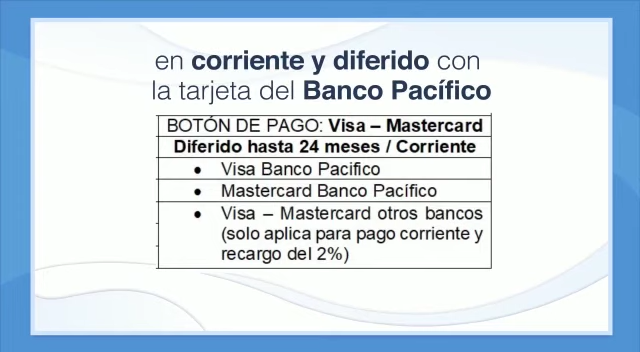 en corriente y diferido con
la tarjeta del Banco Pacífico
BOTÓN DE PAGO: Visa – Mastercard
Diferido hasta 24 meses / Corriente
• Visa Banco Pacifico
• Mastercard Banco Pacífico
• Visa – Mastercard otros bancos
(solo aplica para pago corriente y
recargo del 2%)